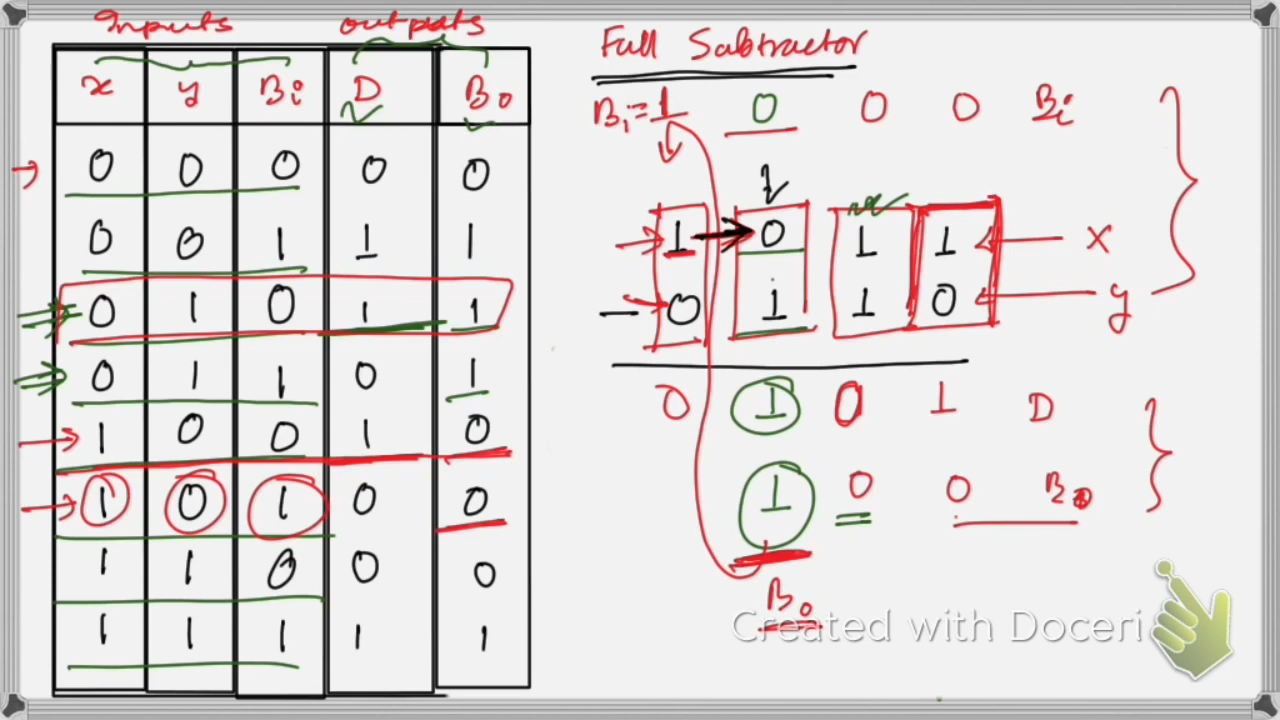 Inputs outputs
x y Bi D Bo
0 0 0 0 0
0 0 1 1 1
0 1 0 1 1
0 1 1 0 1
1 0 0 1 0
1 0 1 0 0
1 1 0 0 0
1 1 1 1 1
Full Subtractor
Bi=1 0 0 0 Bi
1 0 1 1 X
- 0 1 1 0 y
0 1 0 1 D
1 0 0 Bo
Bo
Created with Doceri